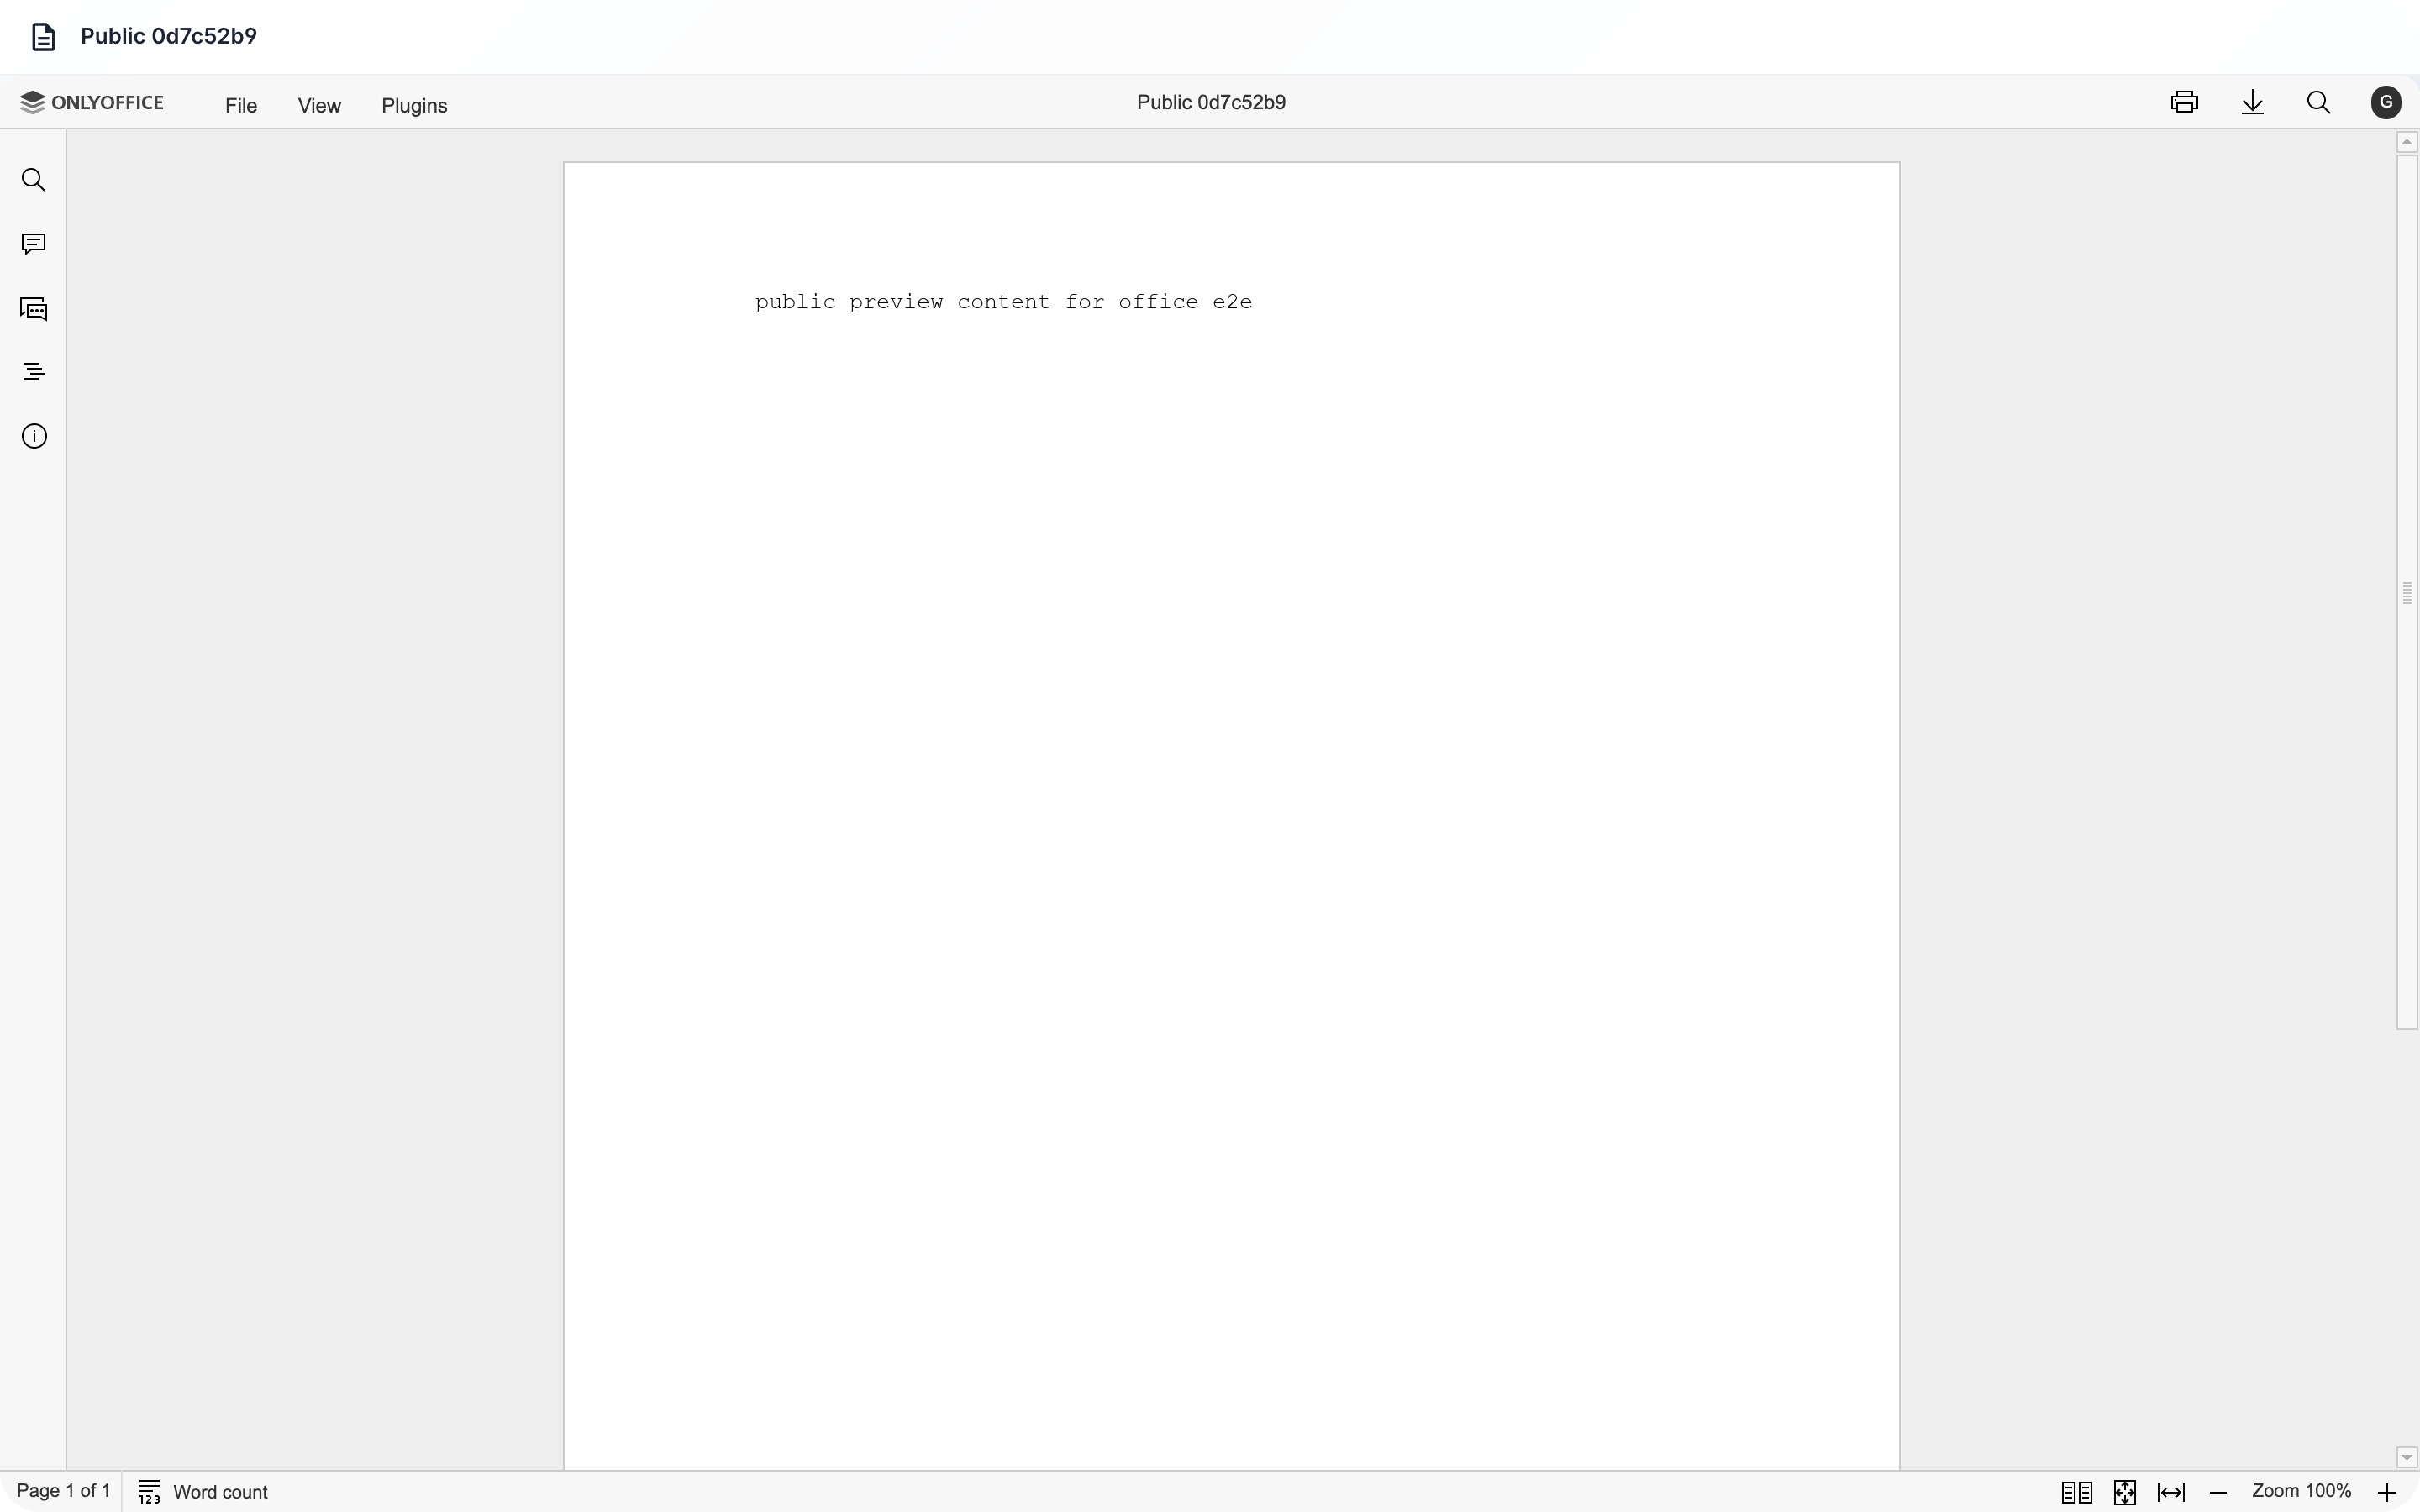 Public 0d7c52b9
ONLYOFFICE File View Plugins Public 0d7c52b9 G
public preview content for office e2e
Page 1 of 1 123 Word count Zoom 100%